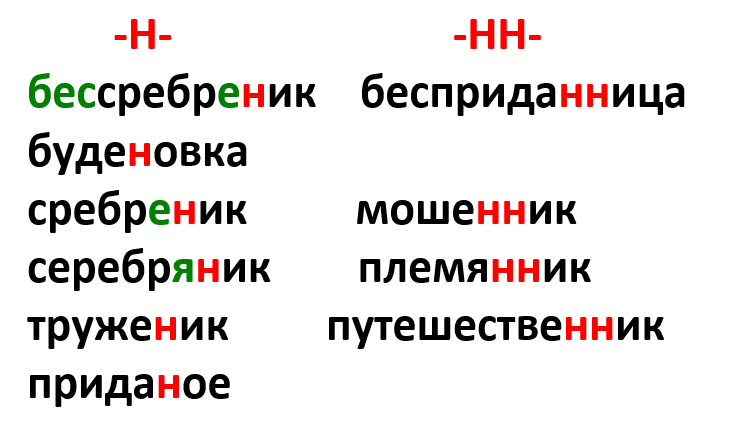 -Н- -НН-
бессребреник бесприданница
буденовка
сребреник мошенник
серебряник племянник
труженик путешественник
приданое